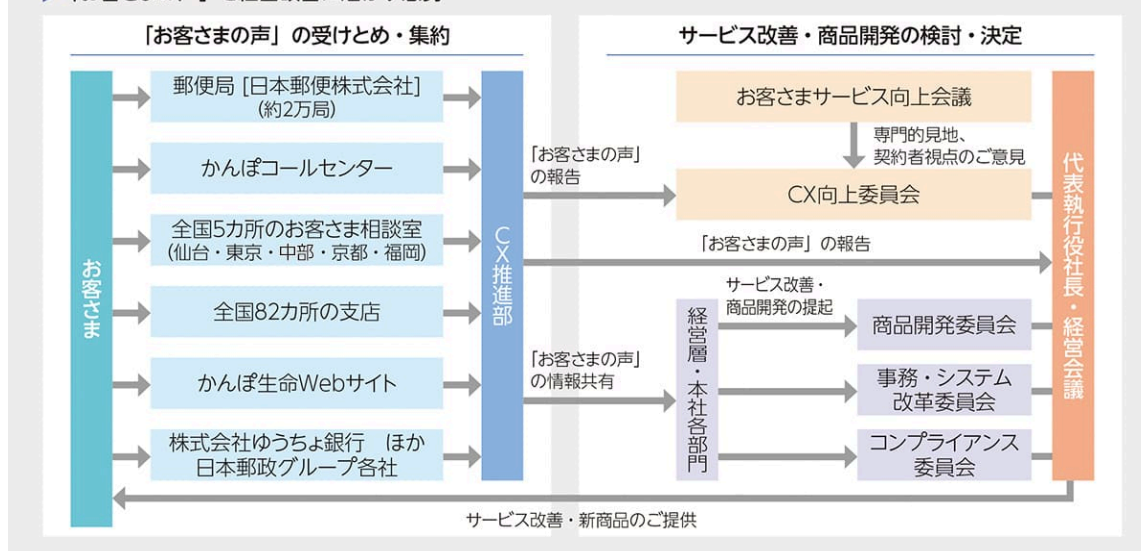 「お客さまの声」の受けとめ・集約
お客さま
郵便局 [日本郵便株式会社]
(約2万局)
かんぽコールセンター
全国5カ所のお客さま相談室
(仙台・東京・中部・京都・福岡)
全国82カ所の支店
かんぽ生命Webサイト
株式会社ゆうちょ銀行 ほか
日本郵政グループ各社
CX推進部
サービス改善・商品開発の検討・決定
お客さまサービス向上会議
専門的見地、
契約者視点のご意見
「お客さまの声」
の報告
CX向上委員会
「お客さまの声」の報告
「お客さまの声」
の情報共有
経営層・本社各部門
サービス改善・
商品開発の提起
商品開発委員会
事務・システム
改革委員会
コンプライアンス
委員会
代表執行役社長・経営会議
サービス改善・新商品のご提供